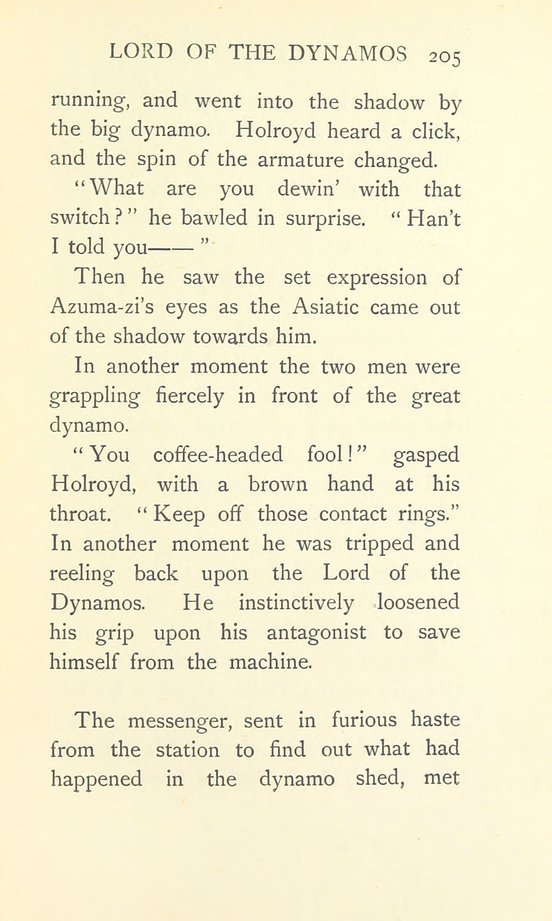 LORD OF THE DYNAMOS 205
running, and went into the shadow by
the big dynamo. Holroyd heard a click,
and the spin of the armature changed.
“What are you dewin’ with that
switch?” he bawled in surprise. “Han’t
I told you—— ”
Then he saw the set expression of
Azuma-zi’s eyes as the Asiatic came out
of the shadow towards him.
In another moment the two men were
grappling fiercely in front of the great
dynamo.
“You coffee-headed fool!” gasped
Holroyd, with a brown hand at his
throat. “Keep off those contact rings.”
In another moment he was tripped and
reeling back upon the Lord of the
Dynamos. He instinctively loosened
his grip upon his antagonist to save
himself from the machine.
The messenger, sent in furious haste
from the station to find out what had
happened in the dynamo shed, met